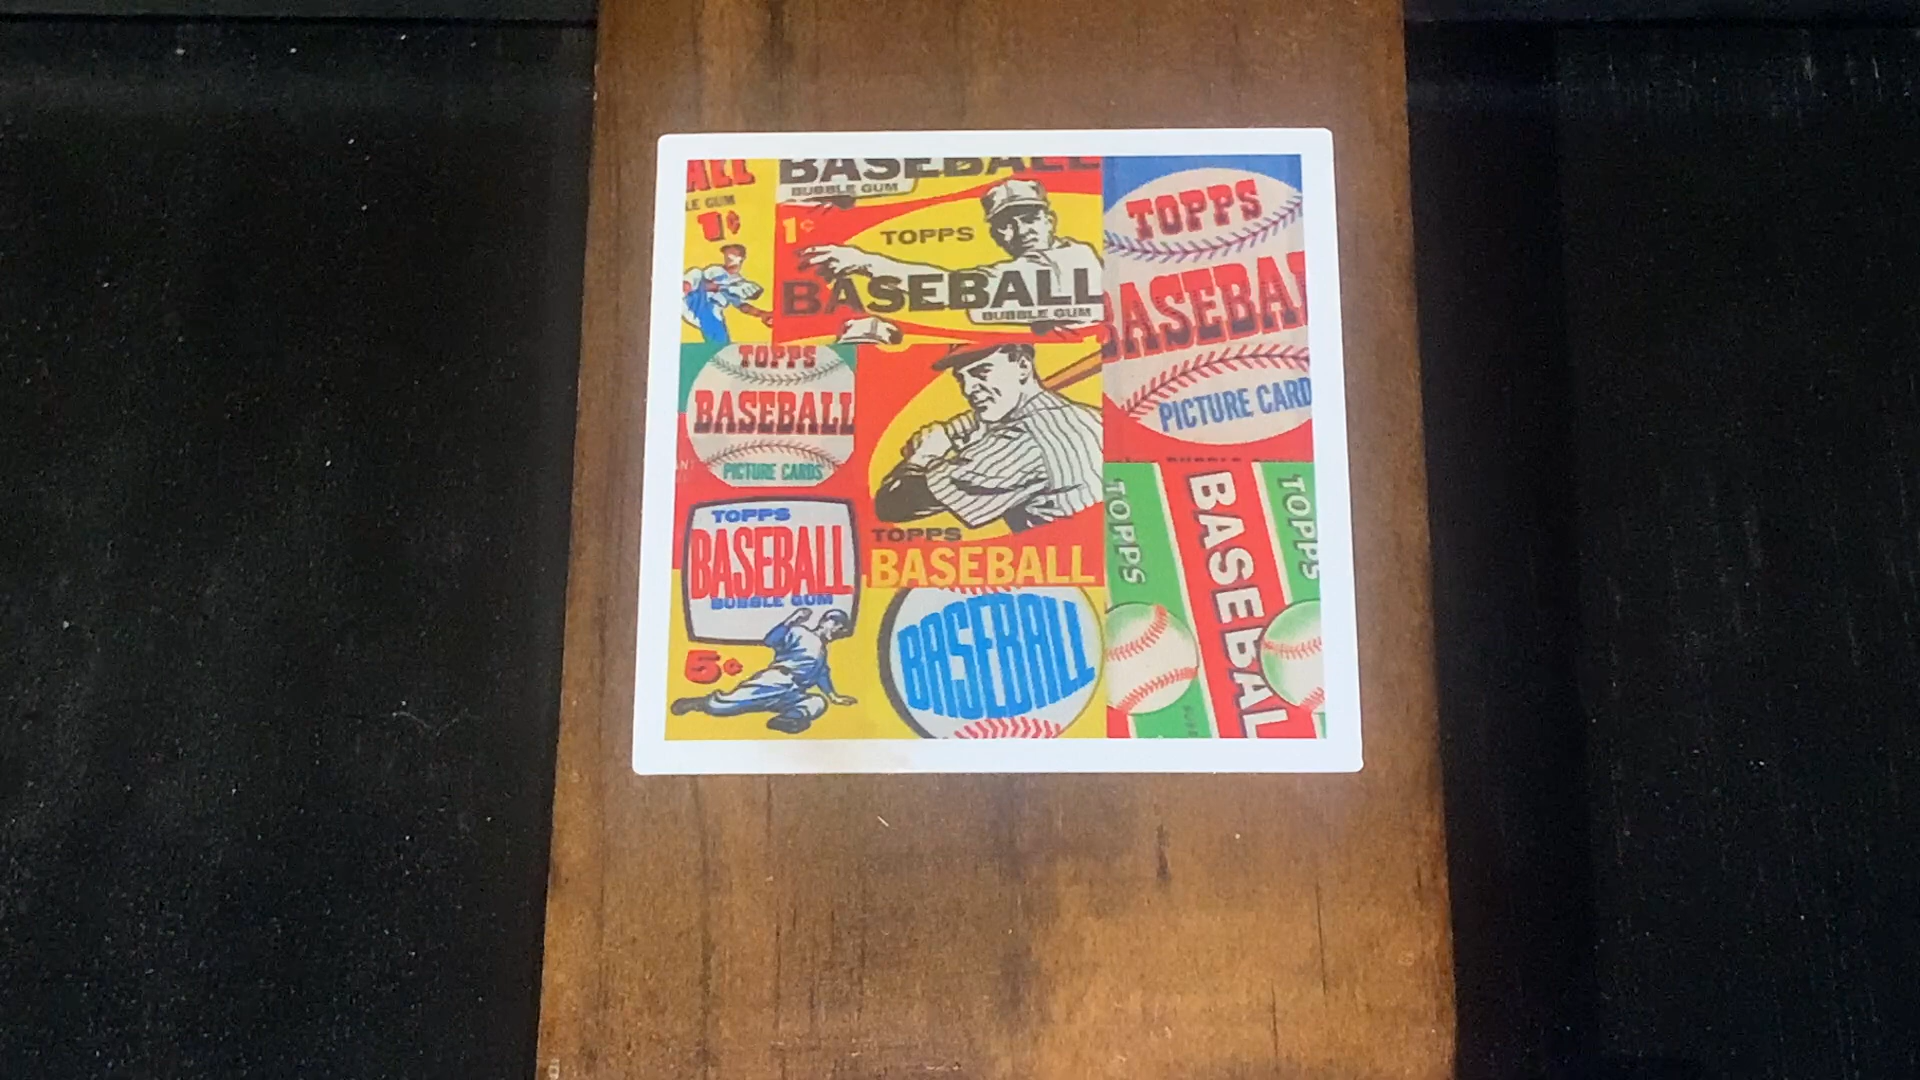 ALL
LE GUM
1¢
BASEBALL
BUBBLE GUM
1¢
TOPPS
BASEBALL
BUBBLE GUM
TOPPS
BASEBAL
PICTURE CARD
TOPPS
BASEBALL
PICTURE CARDS
TOPPS
BASEBALL
BUBBLE GUM
5¢
TOPPS
BASEBALL
BASEBALL
TOPPS
BASEBAL
TOPPS